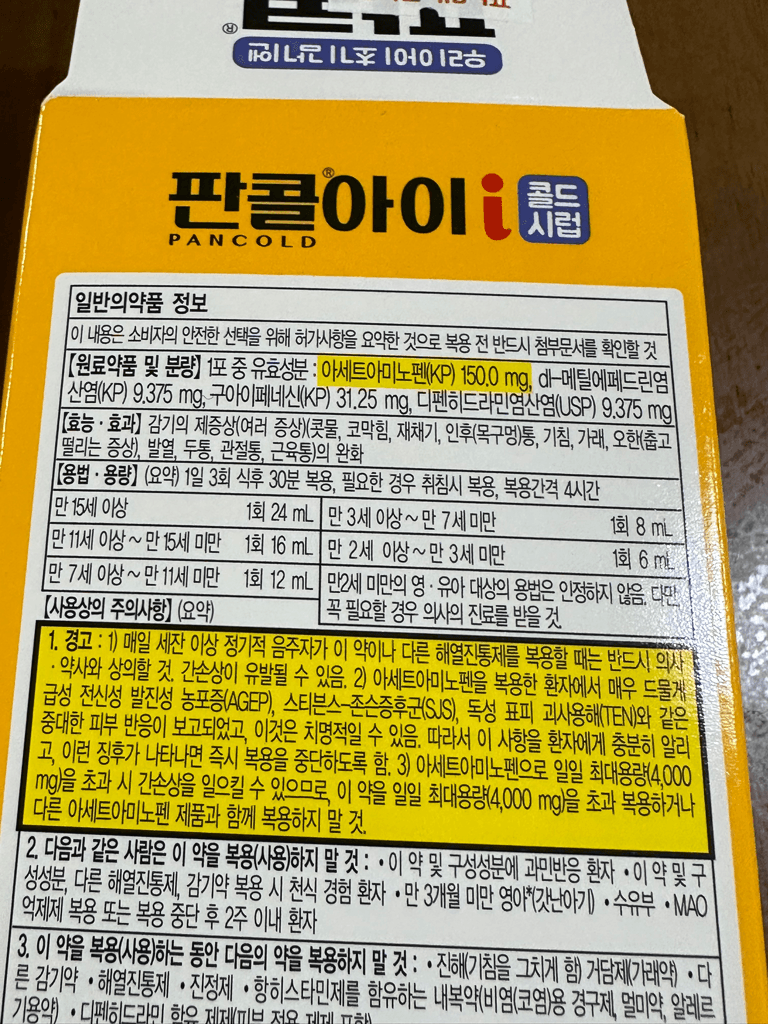 우리아이 초기감기엔
®
판콜®아이 i 콜드
시럽
PANCOLD
일반의약품 정보
이 내용은 소비자의 안전한 선택을 위해 허가사항을 요약한 것으로 복용 전 반드시 첨부문서를 확인할 것
【원료약품 및 분량】 1포 중 유효성분 : 아세트아미노펜(KP) 150.0 mg, dl-메틸에페드린염
산염(KP) 9.375 mg, 구아이페네신(KP) 31.25 mg, 디펜히드라민염산염(USP) 9.375 mg
【효능·효과】 감기의 제증상(여러 증상)(콧물, 코막힘, 재채기, 인후(목구멍)통, 기침, 가래, 오한(춥고
떨리는 증상), 발열, 두통, 관절통, 근육통)의 완화
【용법·용량】 (요약) 1일 3회 식후 30분 복용, 필요한 경우 취침시 복용, 복용간격 4시간
만 15세 이상 1회 24 mL 만 3세 이상 ~ 만 7세 미만 1회 8 mL
만 11세 이상 ~ 만 15세 미만 1회 16 mL 만 2세 이상 ~ 만 3세 미만 1회 6 mL
만 7세 이상 ~ 만 11세 미만 1회 12 mL 만2세 미만의 영·유아 대상의 용법은 인정하지 않음. 다만,
꼭 필요할 경우 의사의 진료를 받을 것.
【사용상의 주의사항】 (요약)
1. 경고 : 1) 매일 세잔 이상 정기적 음주자가 이 약이나 다른 해열진통제를 복용할 때는 반드시 의사
·약사와 상의할 것. 간손상이 유발될 수 있음. 2) 아세트아미노펜을 복용한 환자에서 매우 드물게
급성 전신성 발진성 농포증(AGEP), 스티븐스-존슨증후군(SJS), 독성 표피 괴사용해(TEN)와 같은
중대한 피부 반응이 보고되었고, 이것은 치명적일 수 있음. 따라서 이 사항을 환자에게 충분히 알리
고, 이런 징후가 나타나면 즉시 복용을 중단하도록 함. 3) 아세트아미노펜으로 일일 최대용량(4,000
mg)을 초과 시 간손상을 일으킬 수 있으므로, 이 약을 일일 최대용량(4,000 mg)을 초과 복용하거나
다른 아세트아미노펜 제품과 함께 복용하지 말 것.
2. 다음과 같은 사람은 이 약을 복용(사용)하지 말 것 : •이 약 및 구성성분에 과민반응 환자 •이 약 및 구
성성분, 다른 해열진통제, 감기약 복용 시 천식 경험 환자 •만 3개월 미만 영아*(갓난아기) •수유부 •MAO
억제제 복용 또는 복용 중단 후 2주 이내 환자
3. 이 약을 복용(사용)하는 동안 다음의 약을 복용하지 말 것 : •진해(기침을 그치게 함) 거담제(가래약) •다
른 감기약 •해열진통제 •진정제 •항히스타민제를 함유하는 내복약(비염(코염)용 경구제, 멀미약, 알레르
기용약) •디펜히드라민 함유 제제(피부 적용 제제 포함)